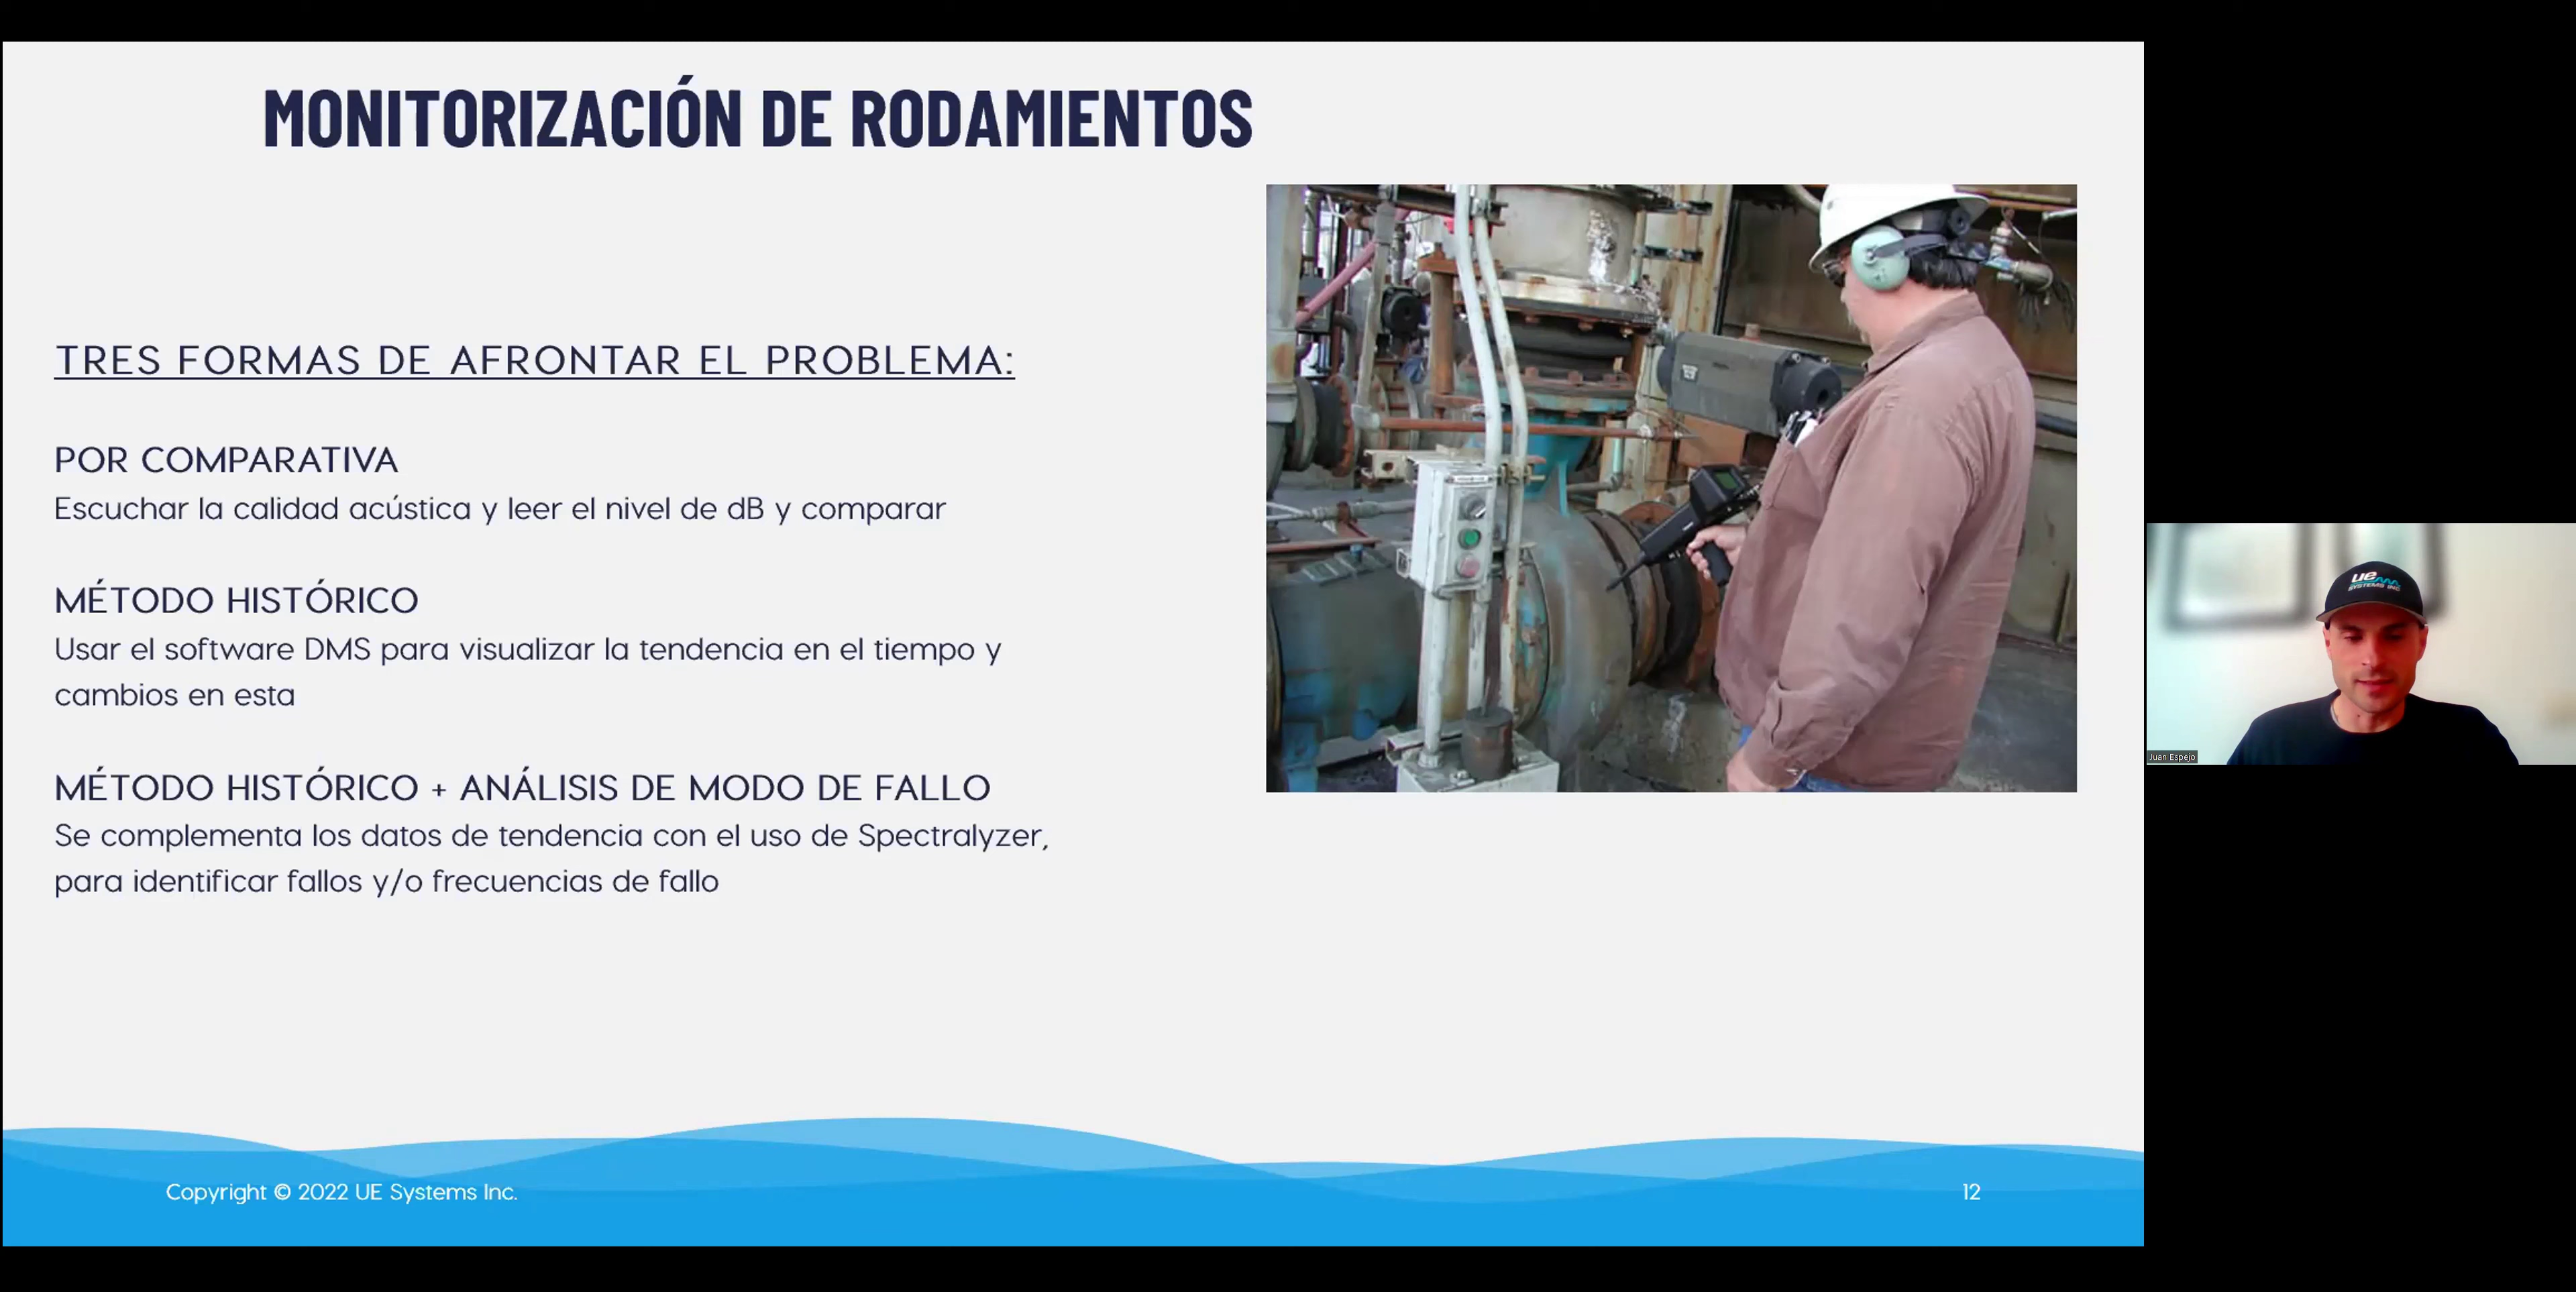 MONITORIZACIÓN DE RODAMIENTOS
TRES FORMAS DE AFRONTAR EL PROBLEMA:
POR COMPARATIVA
Escuchar la calidad acústica y leer el nivel de dB y comparar
MÉTODO HISTÓRICO
Usar el software DMS para visualizar la tendencia en el tiempo y
cambios en esta
MÉTODO HISTÓRICO + ANÁLISIS DE MODO DE FALLO
Se complementa los datos de tendencia con el uso de Spectralyzer,
para identificar fallos y/o frecuencias de fallo
Copyright © 2022 UE Systems Inc.
12
ue
SYSTEMS INC
Juan Espejo